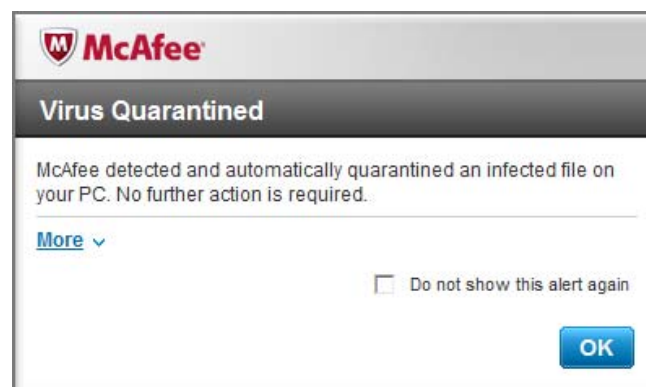 McAfee
Virus Quarantined
McAfee detected and automatically quarantined an infected file on
your PC. No further action is required.
More
Do not show this alert again
OK